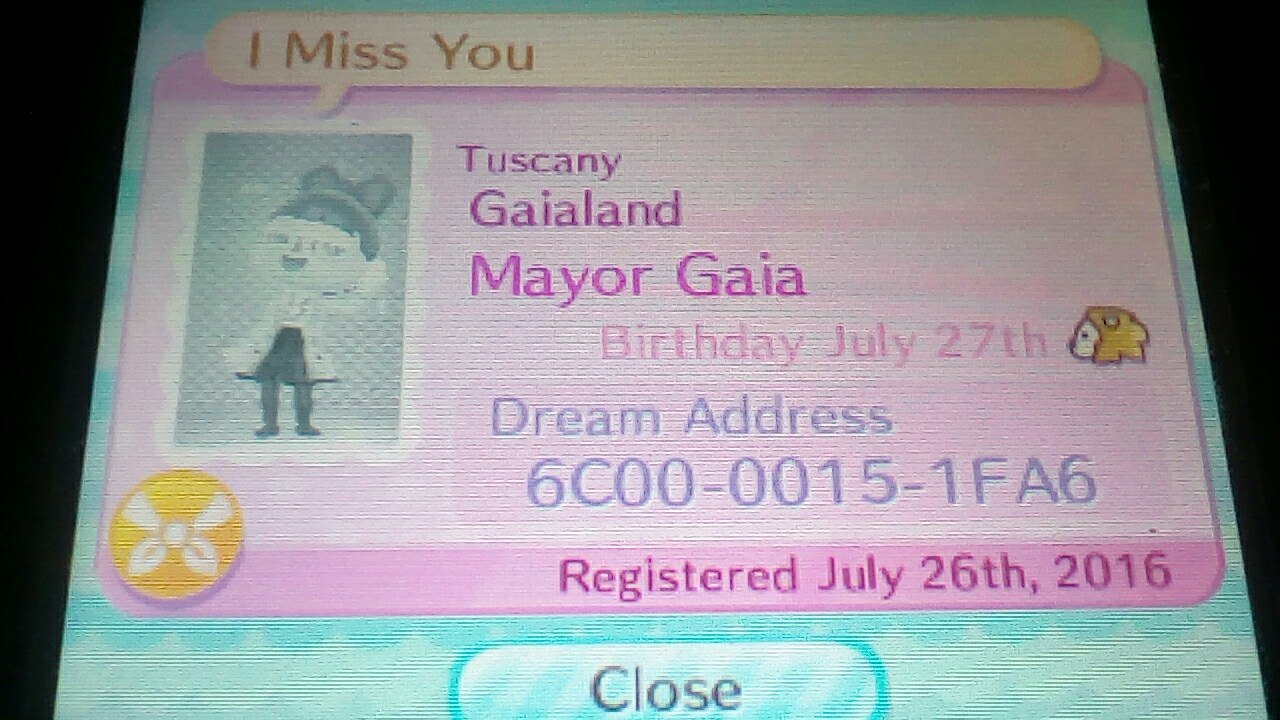 I Miss You
Tuscany
Gaialand
Mayor Gaia
Birthday July 27th
Dream Address
6C00-0015-1FA6
Registered July 26th, 2016
Close